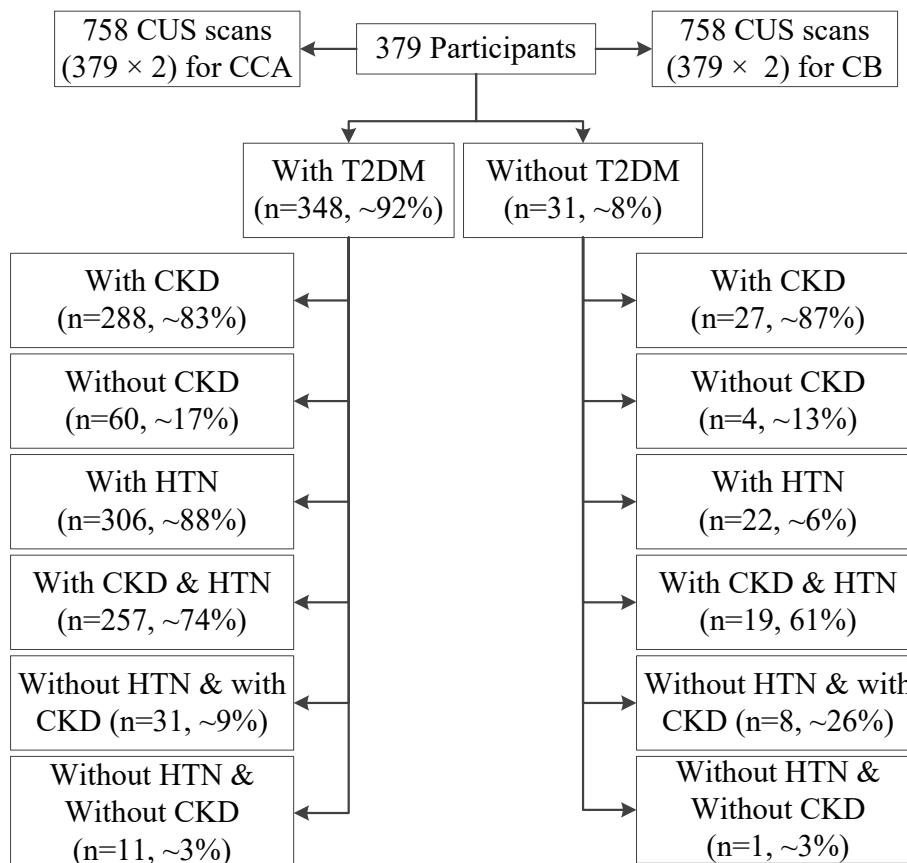 758 CUS scans
(379 × 2) for CCA
379 Participants
758 CUS scans
(379 × 2) for CB
With T2DM
(n=348, ~92%)
Without T2DM
(n=31, ~8%)
With CKD
(n=288, ~83%)
Without CKD
(n=60, ~17%)
With HTN
(n=306, ~88%)
With CKD & HTN
(n=257, ~74%)
Without HTN & with
CKD (n=31, ~9%)
Without HTN &
Without CKD
(n=11, ~3%)
With CKD
(n=27, ~87%)
Without CKD
(n=4, ~13%)
With HTN
(n=22, ~6%)
With CKD & HTN
(n=19, 61%)
Without HTN & with
CKD (n=8, ~26%)
Without HTN &
Without CKD
(n=1, ~3%)